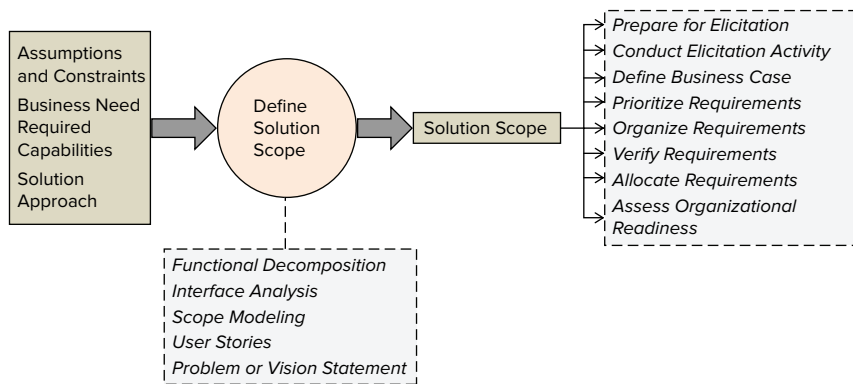 Assumptions
and Constraints
Business Need
Required
Capabilities
Solution
Approach
Define
Solution
Scope
Solution Scope
Prepare for Elicitation
Conduct Elicitation Activity
Define Business Case
Prioritize Requirements
Organize Requirements
Verify Requirements
Allocate Requirements
Assess Organizational
Readiness
Functional Decomposition
Interface Analysis
Scope Modeling
User Stories
Problem or Vision Statement